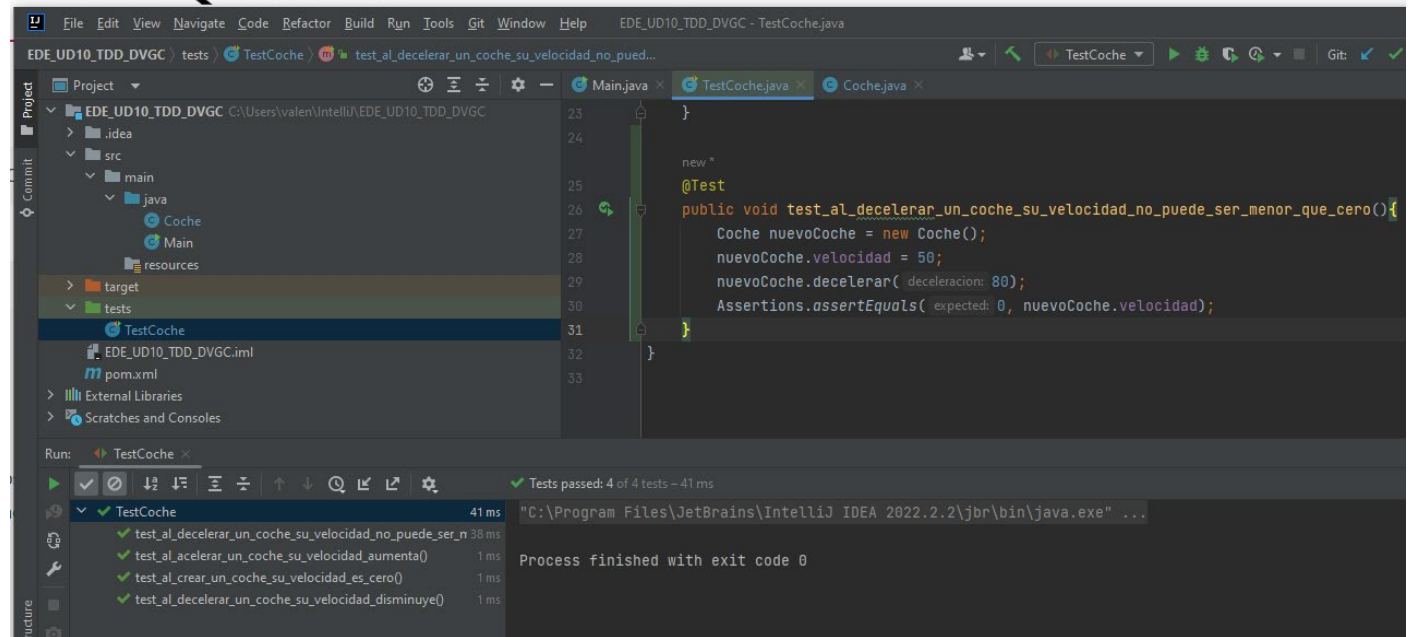 File Edit View Navigate Code Refactor Build Run Tools Git Window Help EDE_UD10_TDD_DVGC - TestCoche.java
EDE_UD10_TDD_DVGC tests TestCoche test_al_decelerar_un_coche_su_velocidad_no_pued... TestCoche Git:
Project Main.java TestCoche.java Coche.java
Project
Commit
EDE_UD10_TDD_DVGC C:\Users\valen\IntelliJ\EDE_UD10_TDD_DVGC
.idea
src
main
java
Coche
Main
resources
target
tests
TestCoche
EDE_UD10_TDD_DVGC.iml
pom.xml
External Libraries
Scratches and Consoles
23 }
24
new *
25 @Test
26 public void test_al_decelerar_un_coche_su_velocidad_no_puede_ser_menor_que_cero(){
27 Coche nuevoCoche = new Coche();
28 nuevoCoche.velocidad = 50;
29 nuevoCoche.decelerar( deceleracion: 80);
30 Assertions.assertEquals( expected: 0, nuevoCoche.velocidad);
31 }
32 }
33
Run: TestCoche
Tests passed: 4 of 4 tests – 41 ms
TestCoche 41 ms
test_al_decelerar_un_coche_su_velocidad_no_puede_ser_m 38 ms
test_al_acelerar_un_coche_su_velocidad_aumenta() 1 ms
test_al_crear_un_coche_su_velocidad_es_cero() 1 ms
test_al_decelerar_un_coche_su_velocidad_disminuye() 1 ms
"C:\Program Files\JetBrains\IntelliJ IDEA 2022.2.2\jbr\bin\java.exe" ...
Process finished with exit code 0